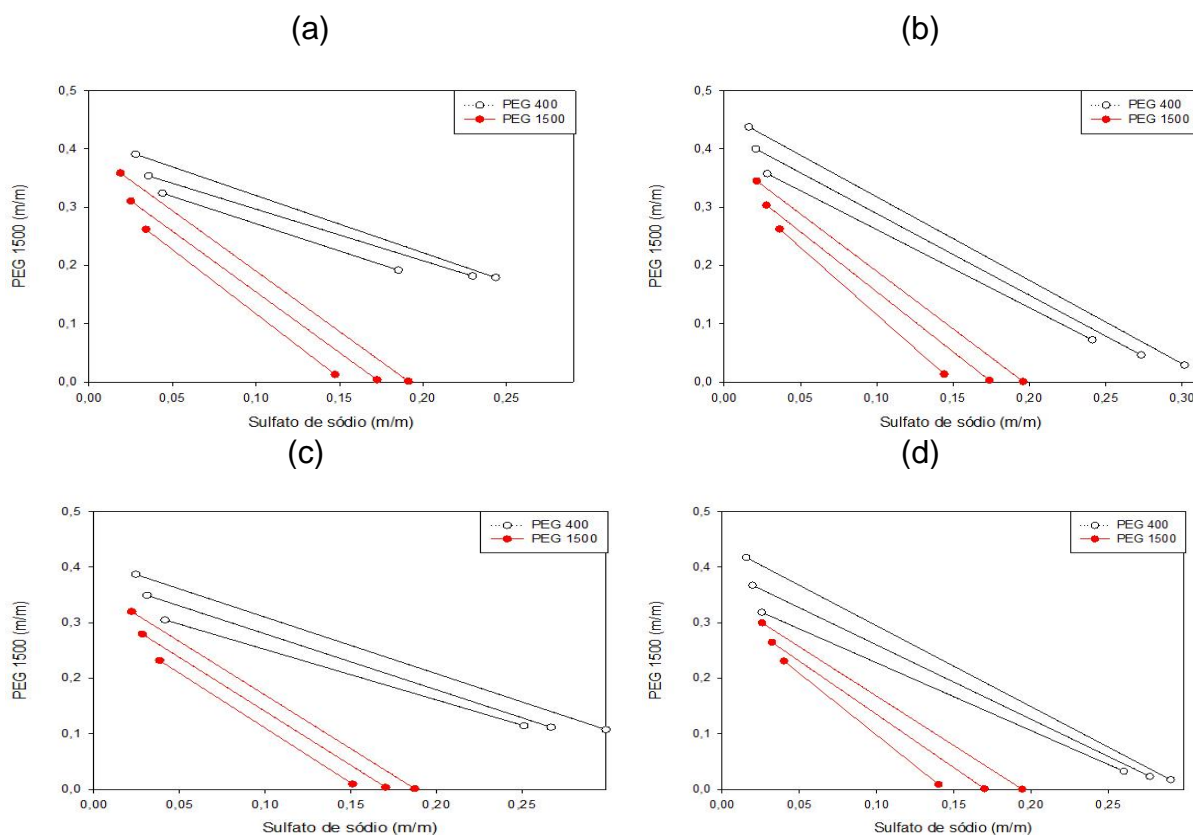 (a)
0,5
0,4
0,3
0,2
0,1
0,0
PEG 1500 (m/m)
PEG 400
PEG 1500
0,00 0,05 0,10 0,15 0,20 0,25
Sulfato de sódio (m/m)
(b)
0,5
0,4
0,3
0,2
0,1
0,0
PEG 1500 (m/m)
PEG 400
PEG 1500
0,00 0,05 0,10 0,15 0,20 0,25 0,30
Sulfato de sódio (m/m)
(c)
0,5
0,4
0,3
0,2
0,1
0,0
PEG 1500 (m/m)
PEG 400
PEG 1500
0,00 0,05 0,10 0,15 0,20 0,25
Sulfato de sódio (m/m)
(d)
0,5
0,4
0,3
0,2
0,1
0,0
PEG 1500 (m/m)
PEG 400
PEG 1500
0,00 0,05 0,10 0,15 0,20 0,25
Sulfato de sódio (m/m)